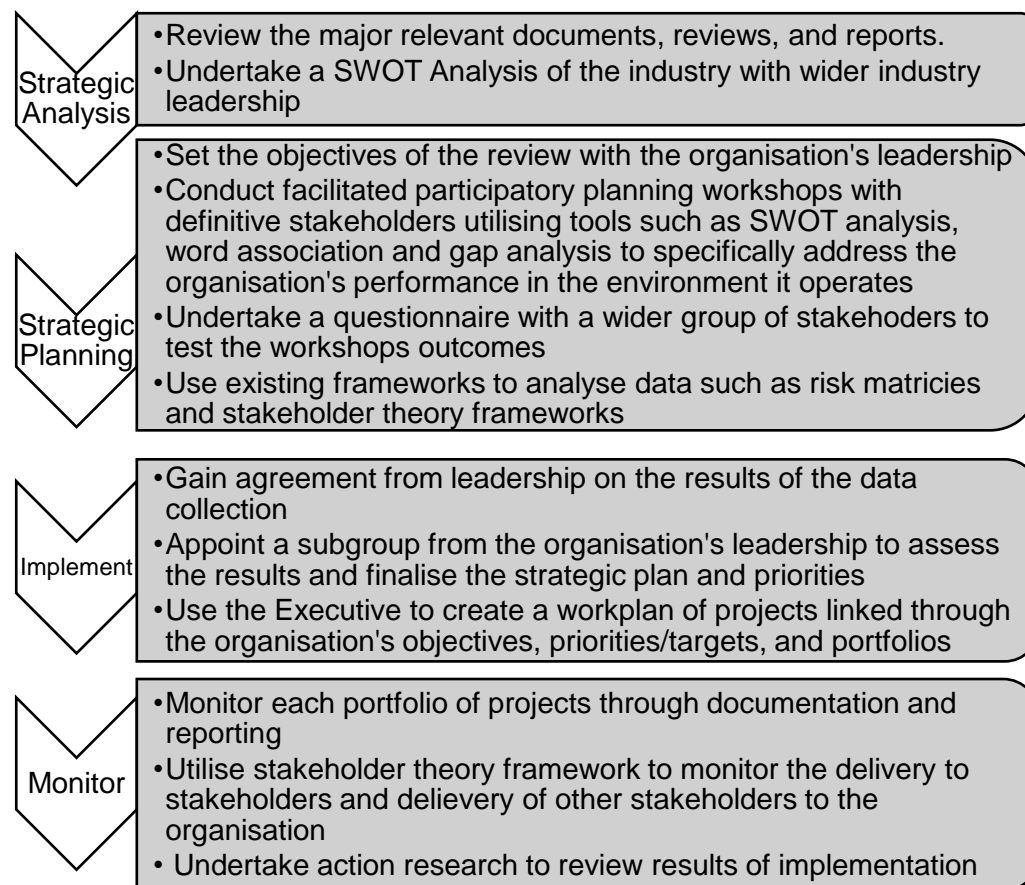 Strategic
Analysis
•Review the major relevant documents, reviews, and reports.
•Undertake a SWOT Analysis of the industry with wider industry
leadership
Strategic
Planning
•Set the objectives of the review with the organisation's leadership
•Conduct facilitated participatory planning workshops with
definitive stakeholders utilising tools such as SWOT analysis,
word association and gap analysis to specifically address the
organisation's performance in the environment it operates
•Undertake a questionnaire with a wider group of stakehoders to
test the workshops outcomes
•Use existing frameworks to analyse data such as risk matricies
and stakeholder theory frameworks
Implement
•Gain agreement from leadership on the results of the data
collection
•Appoint a subgroup from the organisation's leadership to assess
the results and finalise the strategic plan and priorities
•Use the Executive to create a workplan of projects linked through
the organisation's objectives, priorities/targets, and portfolios
Monitor
•Monitor each portfolio of projects through documentation and
reporting
•Utilise stakeholder theory framework to monitor the delivery to
stakeholders and delievery of other stakeholders to the
organisation
• Undertake action research to review results of implementation